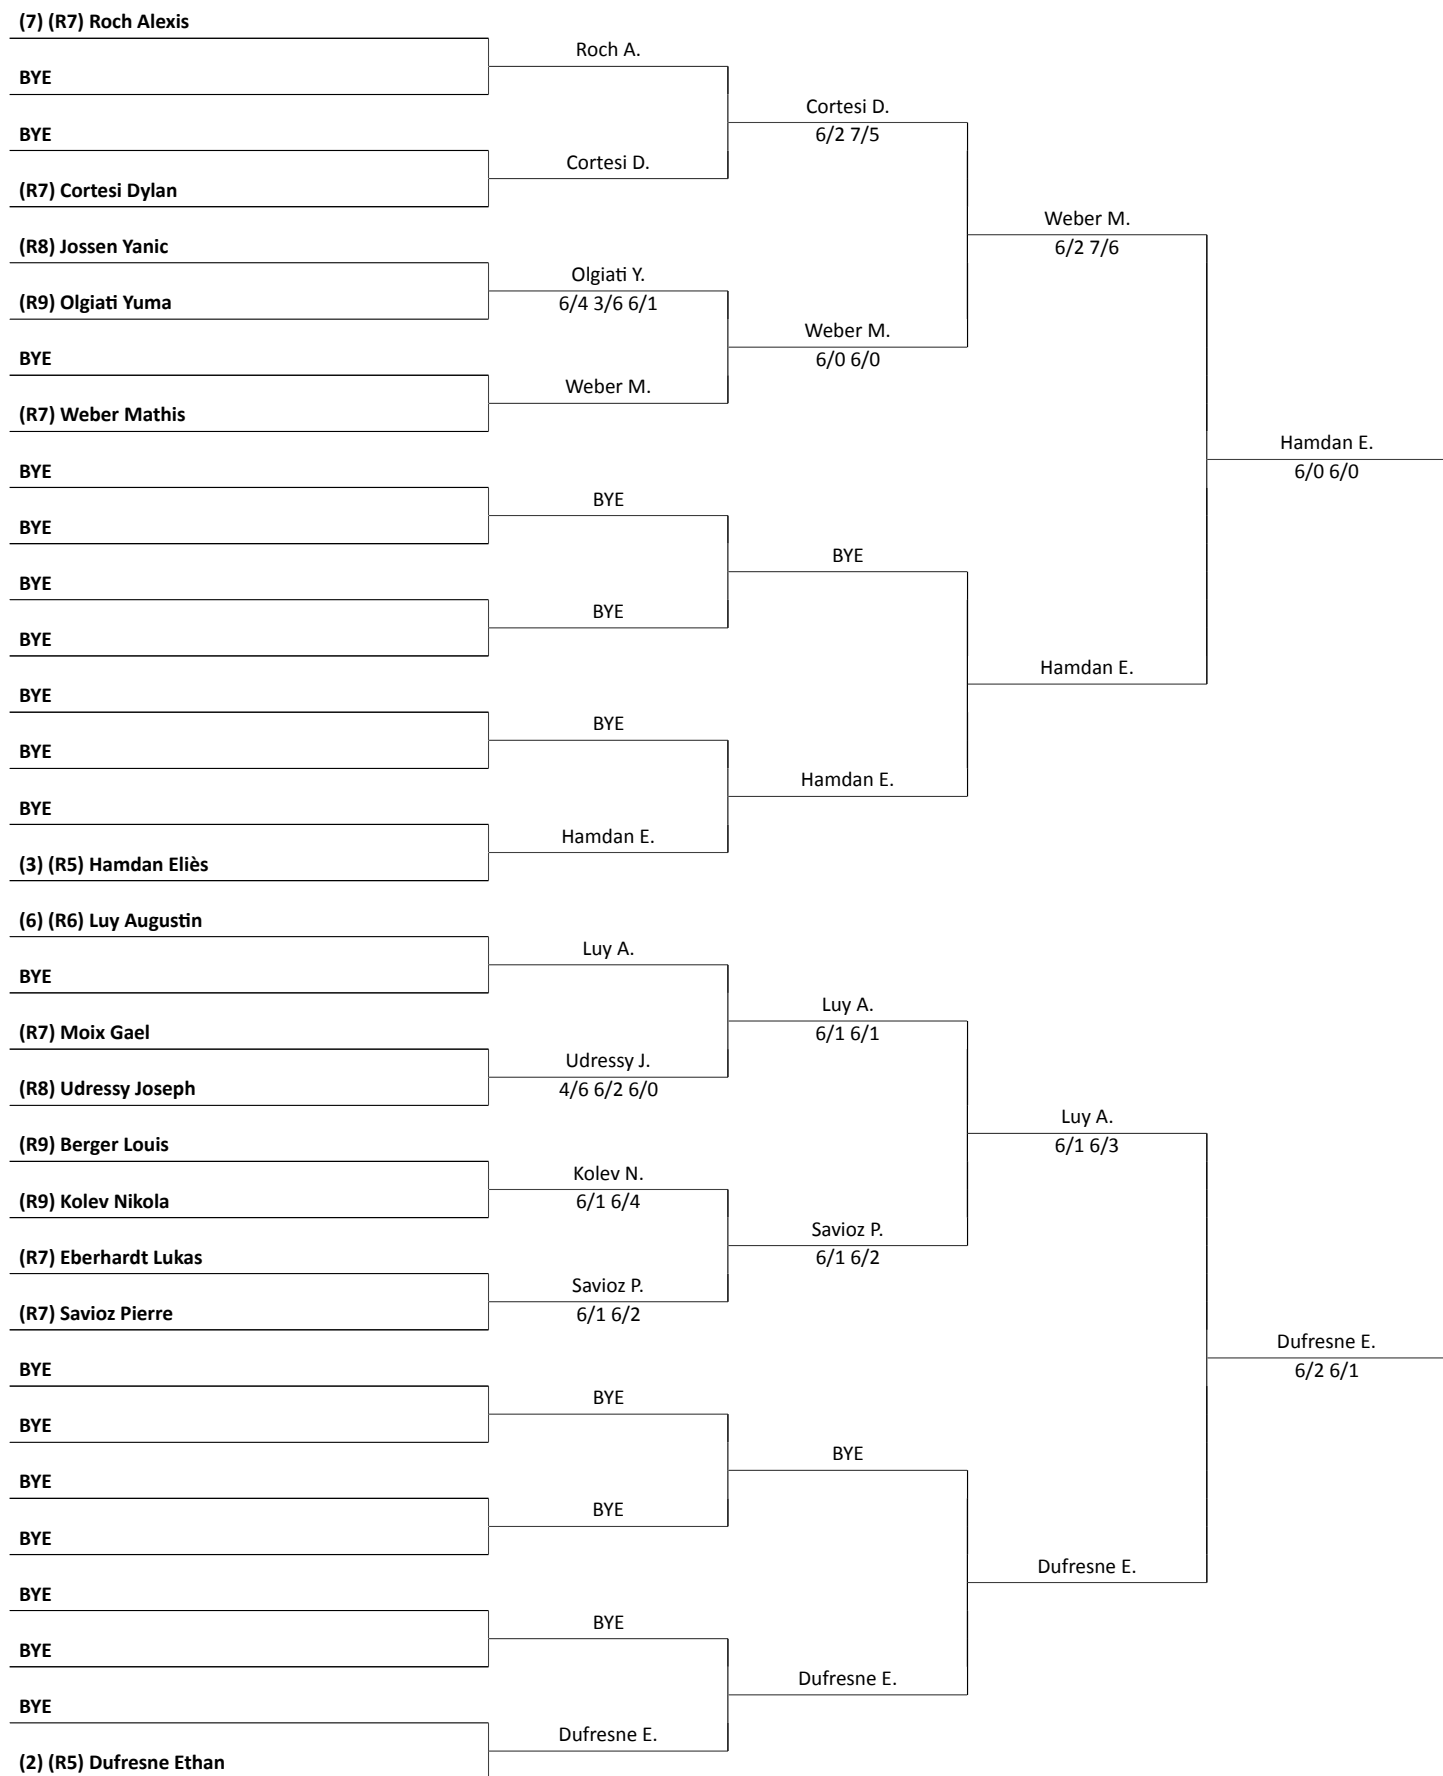 (7) (R7) Roch Alexis
Roch A.
BYE
Cortesi D.
6/2 7/5
BYE
Cortesi D.
(R7) Cortesi Dylan
Weber M.
6/2 7/6
(R8) Jossen Yanic
Olgiati Y.
6/4 3/6 6/1
(R9) Olgiati Yuma
Weber M.
6/0 6/0
BYE
Weber M.
(R7) Weber Mathis
Hamdan E.
6/0 6/0
BYE
BYE
BYE
BYE
BYE
BYE
BYE
Hamdan E.
BYE
BYE
BYE
Hamdan E.
BYE
Hamdan E.
(3) (R5) Hamdan Eliès
(6) (R6) Luy Augustin
Luy A.
BYE
Luy A.
6/1 6/1
(R7) Moix Gael
Udressy J.
4/6 6/2 6/0
(R8) Udressy Joseph
Luy A.
6/1 6/3
(R9) Berger Louis
Kolev N.
6/1 6/4
(R9) Kolev Nikola
Savioz P.
6/1 6/2
(R7) Eberhardt Lukas
Savioz P.
6/1 6/2
(R7) Savioz Pierre
Dufresne E.
6/2 6/1
BYE
BYE
BYE
BYE
BYE
BYE
BYE
Dufresne E.
BYE
BYE
BYE
Dufresne E.
BYE
Dufresne E.
(2) (R5) Dufresne Ethan